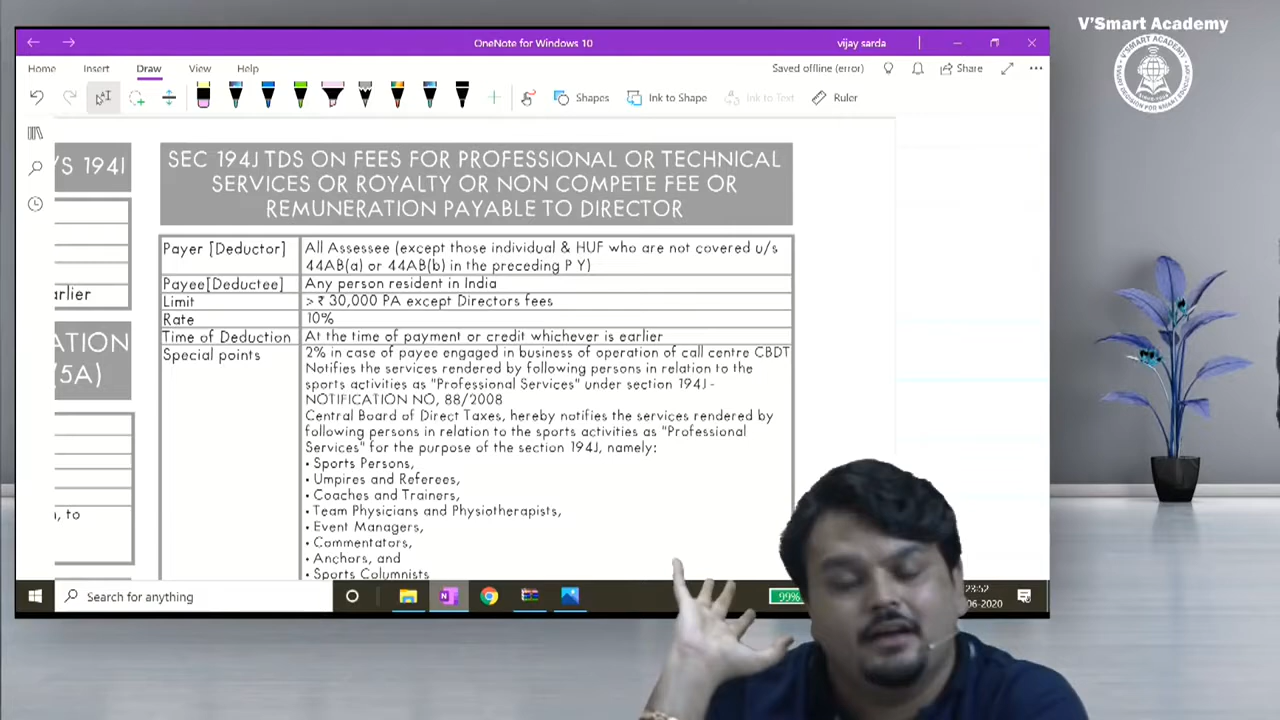 V'Smart Academy
OneNote for Windows 10
vijay sarda
Home
Insert
Draw
View
Help
Saved offline (error)
Share
Shapes
Ink to Shape
Ink to Text
Ruler
'S 194I
arlier
ATION
(5A)
, to
SEC 194J TDS ON FEES FOR PROFESSIONAL OR TECHNICAL
SERVICES OR ROYALTY OR NON COMPETE FEE OR
REMUNERATION PAYABLE TO DIRECTOR
Payer [Deductor]
All Assessee (except those individual & HUF who are not covered u/s
44AB(a) or 44AB(b) in the preceding P Y)
Payee[Deductee]
Any person resident in India
Limit
> ₹ 30,000 PA except Directors fees
Rate
10%
Time of Deduction
At the time of payment or credit whichever is earlier
Special points
2% in case of payee engaged in business of operation of call centre CBDT
Notifies the services rendered by following persons in relation to the
sports activities as "Professional Services" under section 194J -
NOTIFICATION NO, 88/2008
Central Board of Direct Taxes, hereby notifies the services rendered by
following persons in relation to the sports activities as "Professional
Services" for the purpose of the section 194J, namely:
• Sports Persons,
• Umpires and Referees,
• Coaches and Trainers,
• Team Physicians and Physiotherapists,
• Event Managers,
• Commentators,
• Anchors, and
• Sports Columnists
Search for anything
99%
23:52
06-2020